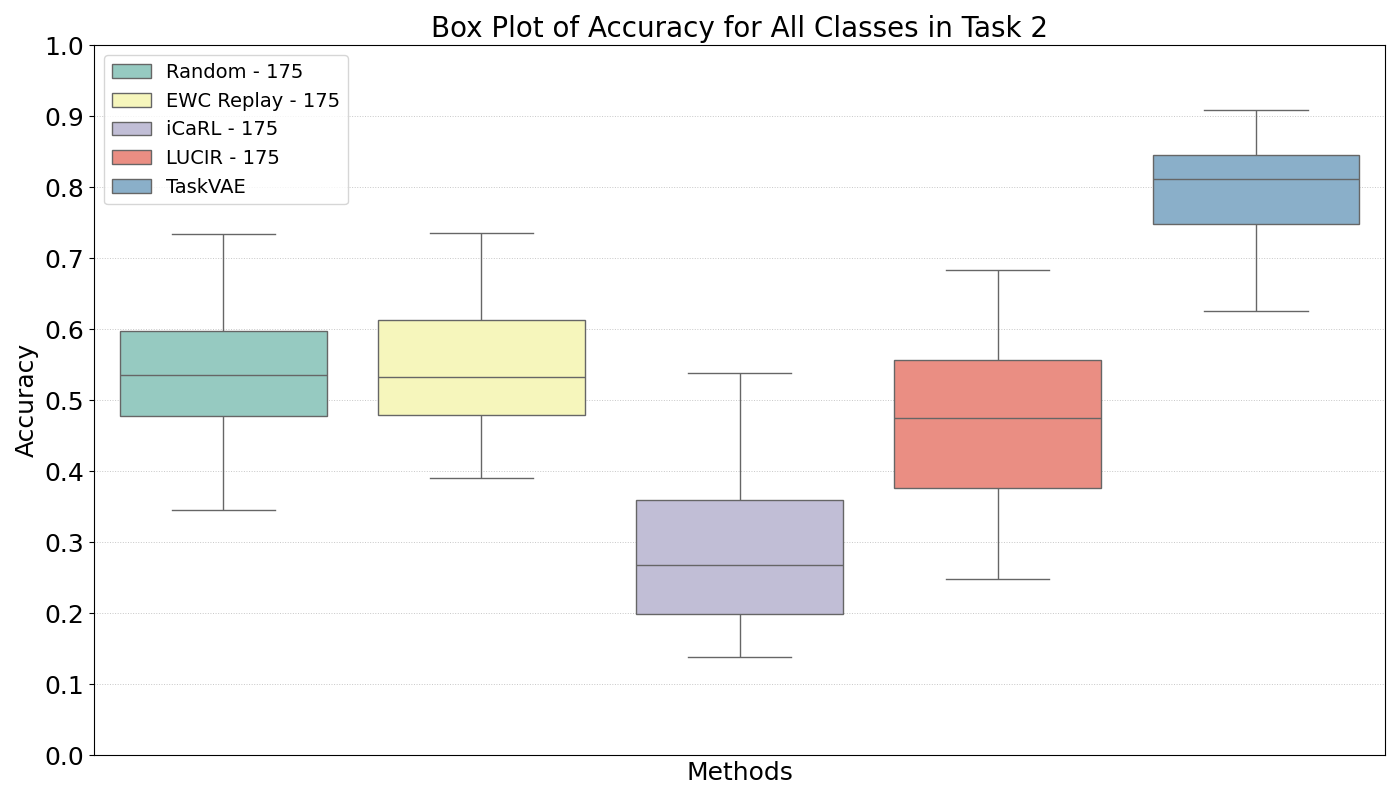 Box Plot of Accuracy for All Classes in Task 2
1.0
0.9
0.8
0.7
0.6
0.5
0.4
0.3
0.2
0.1
0.0
Accuracy
Random - 175
EWC Replay - 175
iCaRL - 175
LUCIR - 175
TaskVAE
Methods